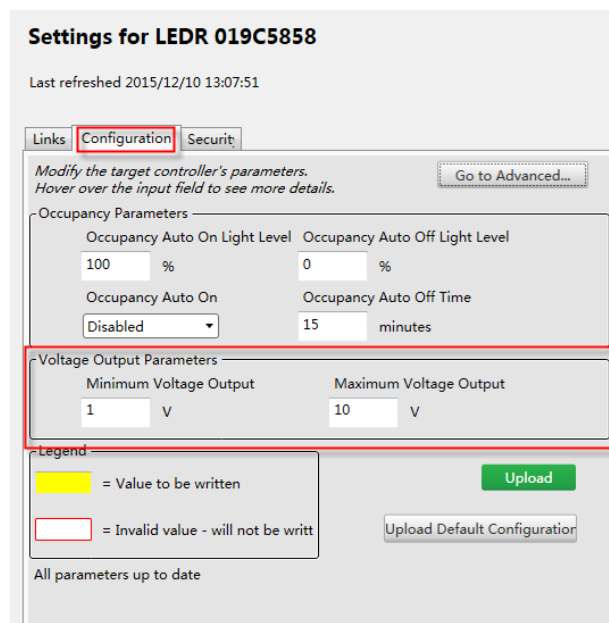 Settings for LEDR 019C5858
Last refreshed 2015/12/10 13:07:51
Links Configuration Security
Modify the target controller's parameters.
Hover over the input field to see more details.
Go to Advanced...
Occupancy Parameters
Occupancy Auto On Light Level Occupancy Auto Off Light Level
100 % 0 %
Occupancy Auto On Occupancy Auto Off Time
Disabled 15 minutes
Voltage Output Parameters
Minimum Voltage Output Maximum Voltage Output
1 V 10 V
Legend
= Value to be written
Upload
= Invalid value - will not be writt
Upload Default Configuration
All parameters up to date